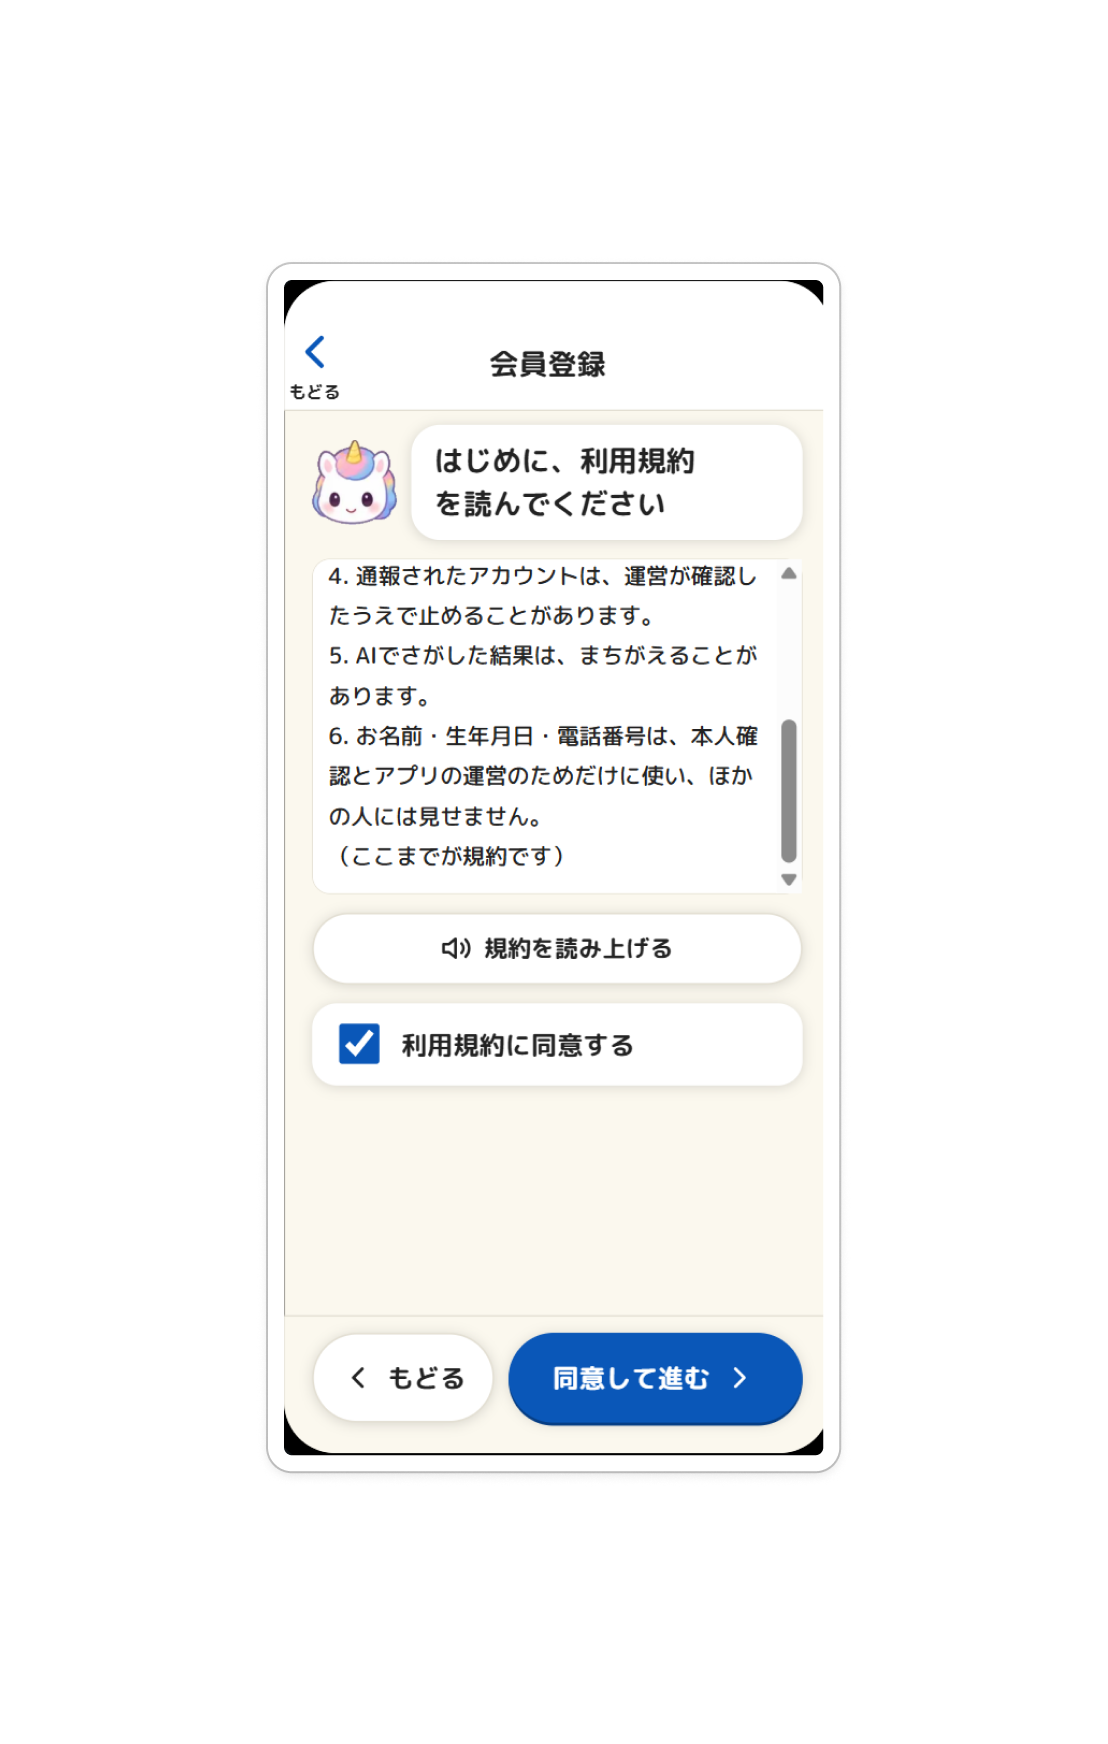 もどる
会員登録
はじめに、利用規約
を読んでください
4. 通報されたアカウントは、運営が確認し
たうえで止めることがあります。
5. AIでさがした結果は、まちがえることが
あります。
6. お名前・生年月日・電話番号は、本人確
認とアプリの運営のためだけに使い、ほか
の人には見せません。
（ここまでが規約です）
規約を読み上げる
利用規約に同意する
もどる
同意して進む